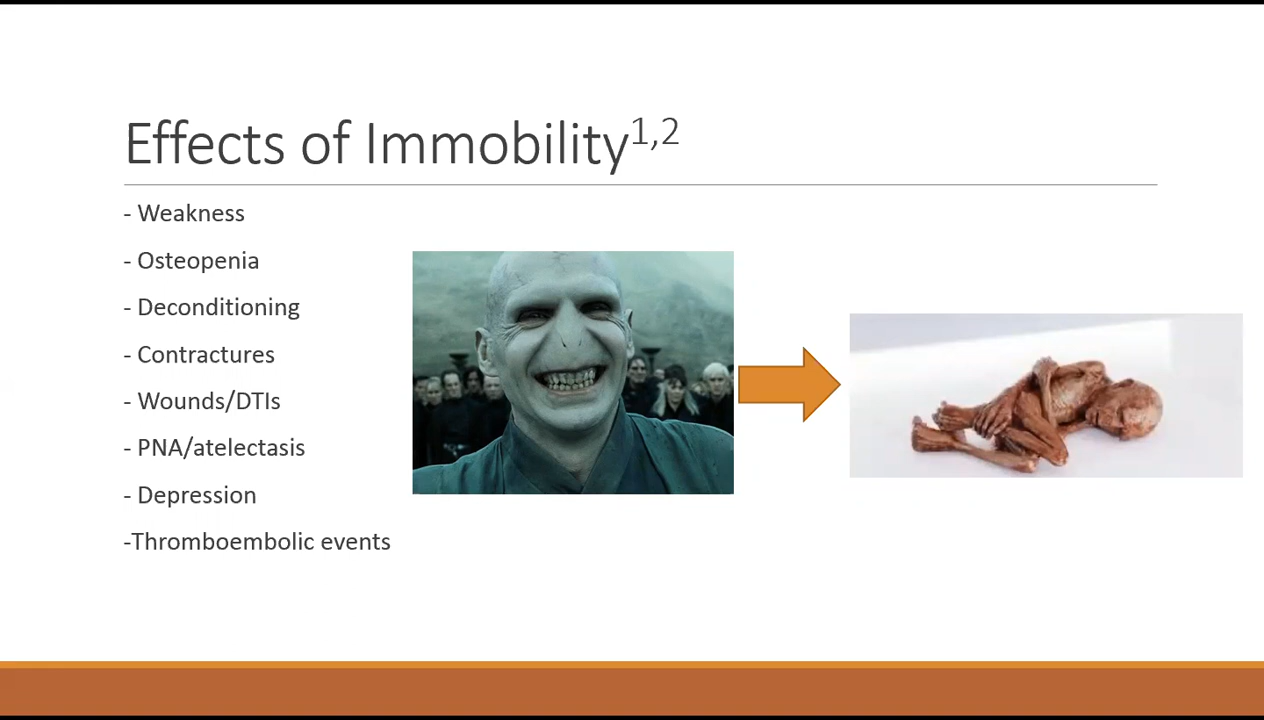 Effects of Immobility1,2
- Weakness
- Osteopenia
- Deconditioning
- Contractures
- Wounds/DTIs
- PNA/atelectasis
- Depression
-Thromboembolic events